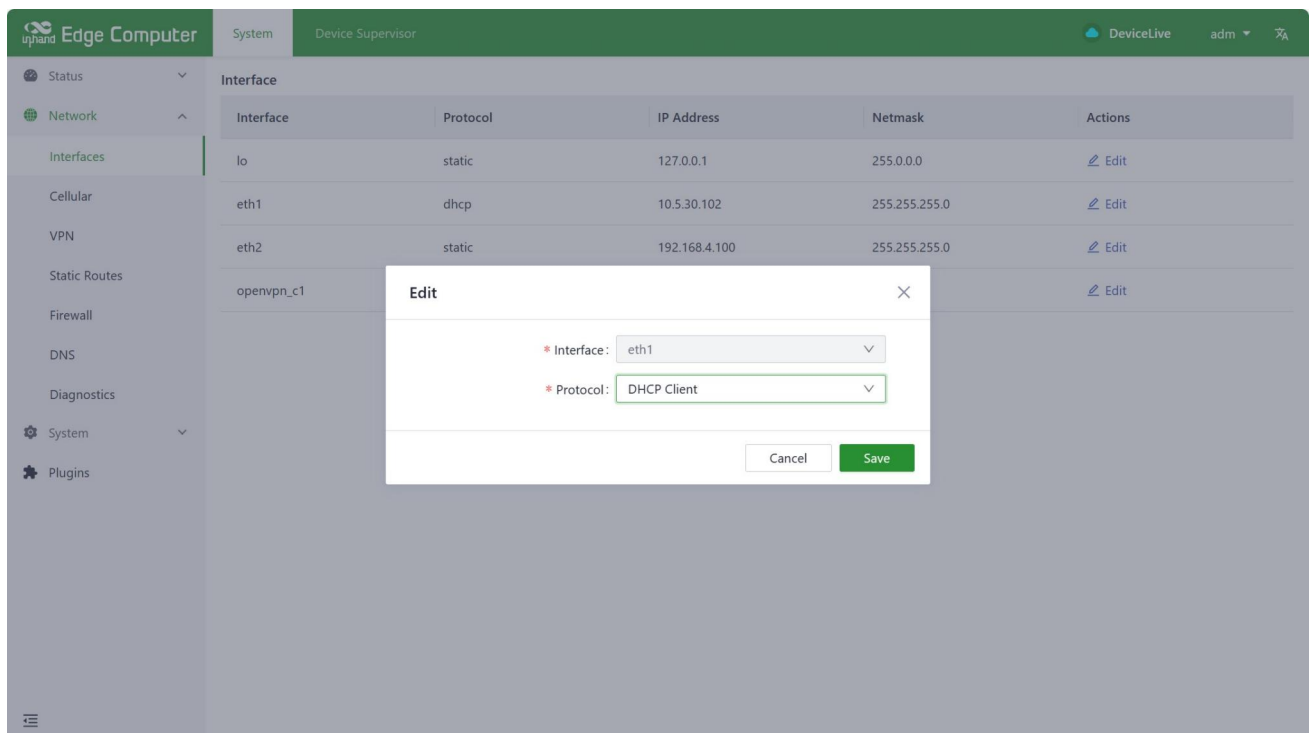 inhand Edge Computer System Device Supervisor DeviceLive adm
Status
Network
Interfaces
Cellular
VPN
Static Routes
Firewall
DNS
Diagnostics
System
Plugins
Interface
Interface Protocol IP Address Netmask Actions
lo static 127.0.0.1 255.0.0.0 Edit
eth1 dhcp 10.5.30.102 255.255.255.0 Edit
eth2 static 192.168.4.100 255.255.255.0 Edit
openvpn_c1 Edit
Edit
* Interface: eth1
* Protocol: DHCP Client
Cancel Save